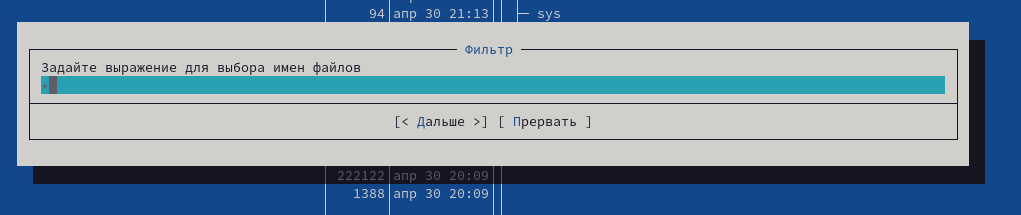 94 апр 30 21:13 sys
Фильтр
Задайте выражение для выбора имен файлов
*
[< Дальше >] [ Прервать ]
222122 апр 30 20:09
1388 апр 30 20:09